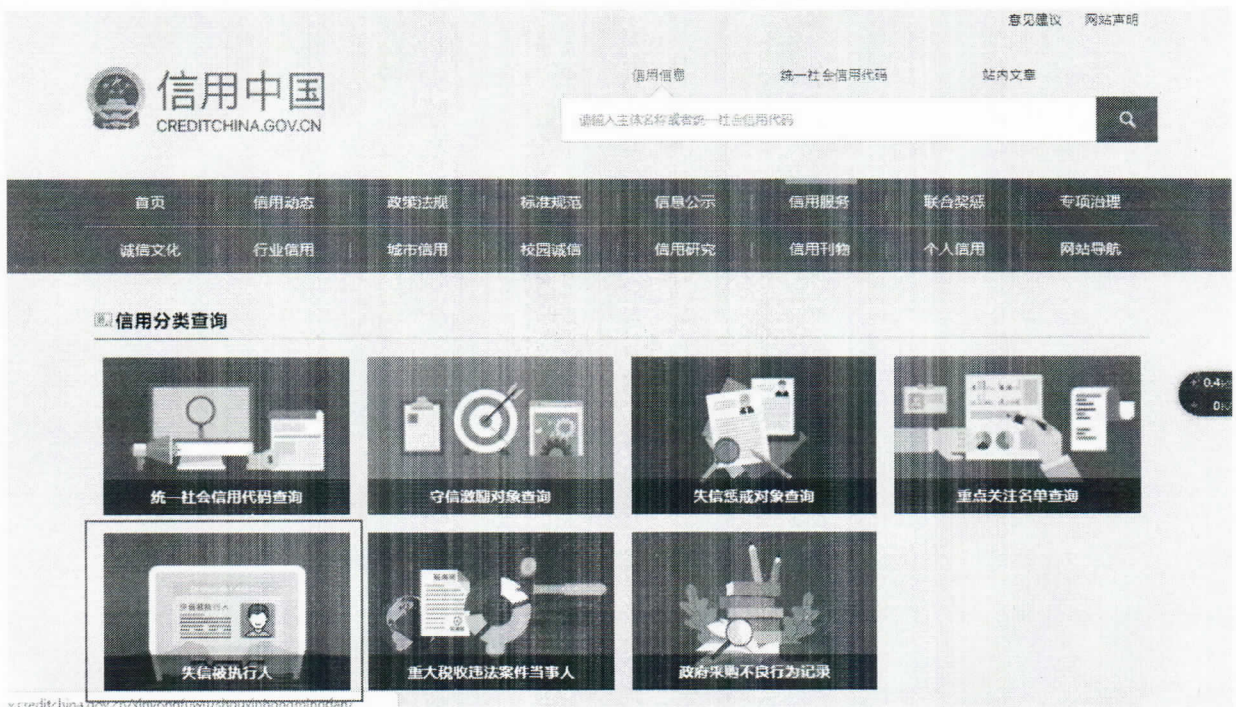 意见建议 网站声明
信用信息 统一社会信用代码 站内文章
信用中国
CREDITCHINA.GOV.CN
请输入主体名称或者统一社会信用代码
首页 信用动态 政策法规 标准规范 信息公示 信用服务 联合奖惩 专项治理
诚信文化 行业信用 城市信用 校园诚信 信用研究 信用刊物 个人信用 网站导航
信用分类查询
统一社会信用代码查询 守信激励对象查询 失信惩戒对象查询 重点关注名单查询
失信被执行人
失信被执行人 重大税收违法案件当事人 政府采购不良行为记录